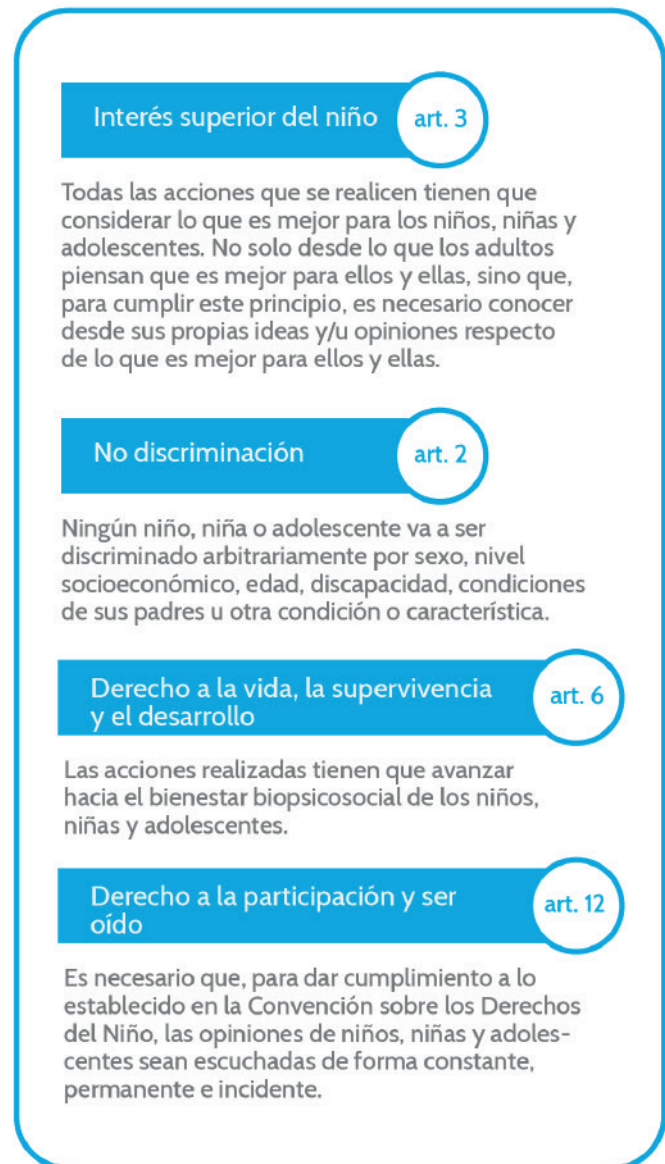 Interés superior del niño
art. 3
Todas las acciones que se realicen tienen que
considerar lo que es mejor para los niños, niñas y
adolescentes. No solo desde lo que los adultos
piensan que es mejor para ellos y ellas, sino que,
para cumplir este principio, es necesario conocer
desde sus propias ideas y/u opiniones respecto
de lo que es mejor para ellos y ellas.
No discriminación
art. 2
Ningún niño, niña o adolescente va a ser
discriminado arbitrariamente por sexo, nivel
socioeconómico, edad, discapacidad, condiciones
de sus padres u otra condición o característica.
Derecho a la vida, la supervivencia
y el desarrollo
art. 6
Las acciones realizadas tienen que avanzar
hacia el bienestar biopsicosocial de los niños,
niñas y adolescentes.
Derecho a la participación y ser
oído
art. 12
Es necesario que, para dar cumplimiento a lo
establecido en la Convención sobre los Derechos
del Niño, las opiniones de niños, niñas y adoles-
centes sean escuchadas de forma constante,
permanente e incidente.